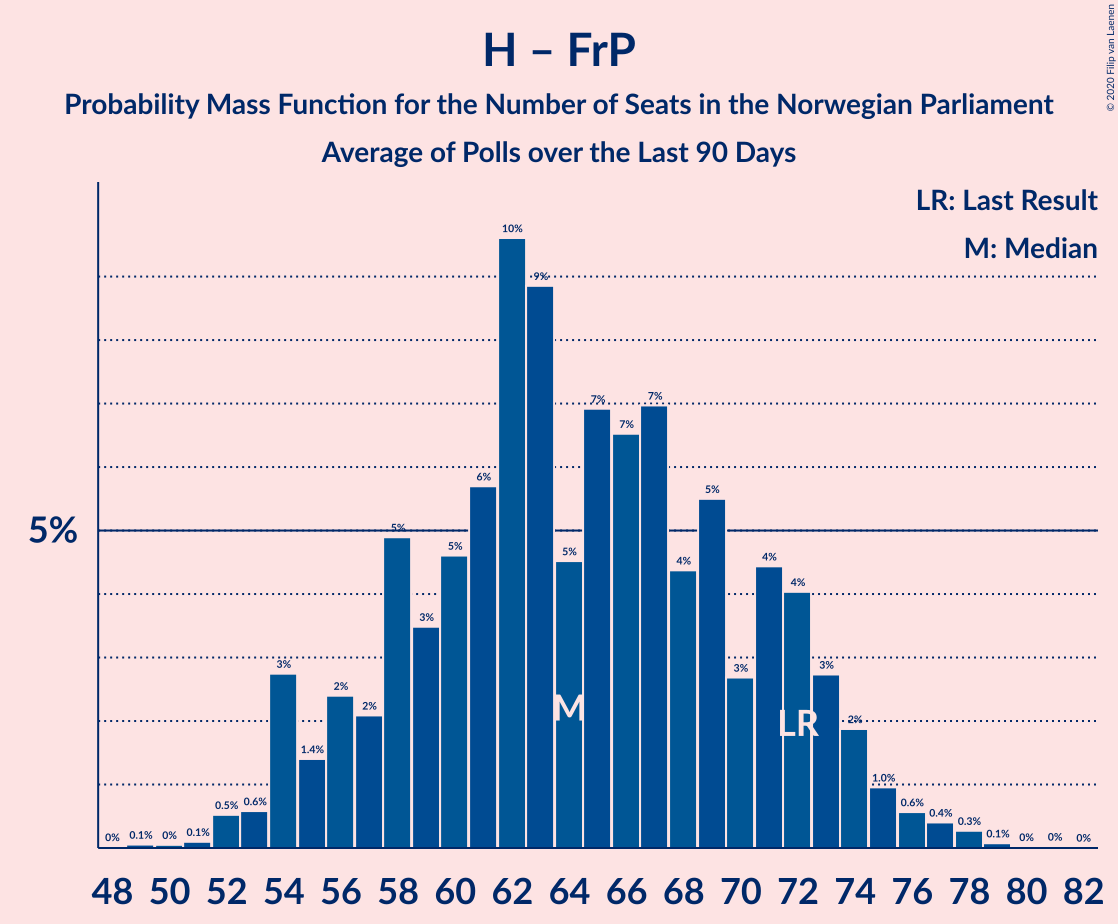 H – FrP
Probability Mass Function for the Number of Seats in the Norwegian Parliament
Average of Polls over the Last 90 Days
© 2020 Filip van Laenen
LR: Last Result
M: Median
5%
0% 0.1% 0% 0.1% 0.5% 0.6% 3% 1.4% 2% 2% 5% 3% 5% 6% 10% 9% 5% 7% 7% 7% 4% 5% 3% 4% 4% 3% 2% 1.0% 0.6% 0.4% 0.3% 0.1% 0% 0% 0%
M LR
48 50 52 54 56 58 60 62 64 66 68 70 72 74 76 78 80 82